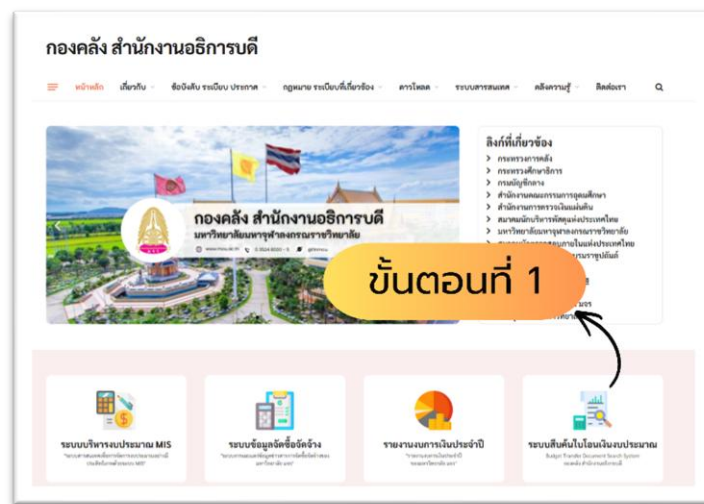 กองคลัง สำนักงานอธิการบดี
หน้าหลัก เกี่ยวกับ ข้อบังคับ ระเบียบ ประกาศ กฎหมาย ระเบียบที่เกี่ยวข้อง ดาวโหลด ระบบสารสนเทศ คลังความรู้ ติดต่อเรา
ลิงก์ที่เกี่ยวข้อง
กระทรวงการคลัง
กระทรวงศึกษาธิการ
กรมบัญชีกลาง
สำนักงานคณะกรรมการอุดมศึกษา
สำนักงานการตรวจเงินแผ่นดิน
สมาคมนักบริหารพัสดุแห่งประเทศไทย
มหาวิทยาลัยมหาจุฬาลงกรณราชวิทยาลัย
กองคลัง สำนักงานอธิการบดี
มหาวิทยาลัยมหาจุฬาลงกรณราชวิทยาลัย
ขั้นตอนที่ 1
ระบบบริหารงบประมาณ MIS
ระบบข้อมูลจัดซื้อจัดจ้าง
รายงานงบการเงินประจำปี
ระบบสืบค้นใบโอนเงินงบประมาณ
Budget Transfer Document Search System
กองคลัง สำนักงานอธิการบดี